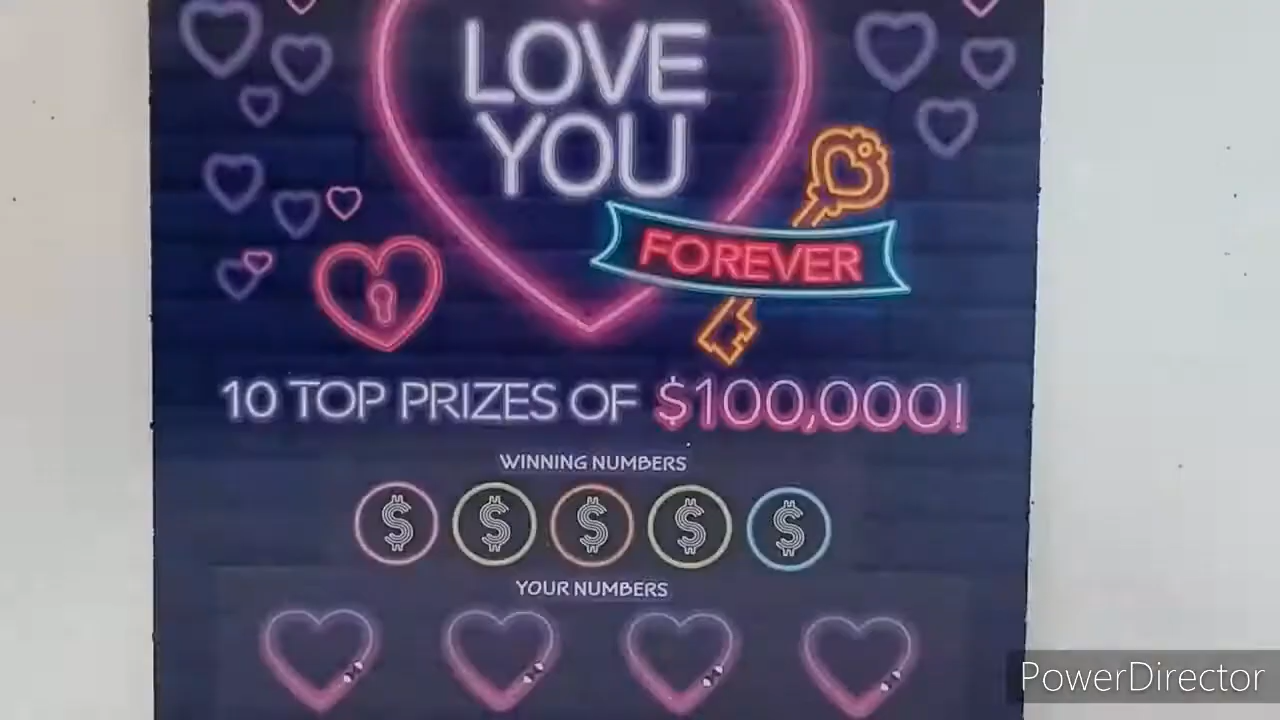 LOVE
YOU
FOREVER
10 TOP PRIZES OF $100,000!
WINNING NUMBERS
$ $ $ $ $
YOUR NUMBERS
PowerDirector